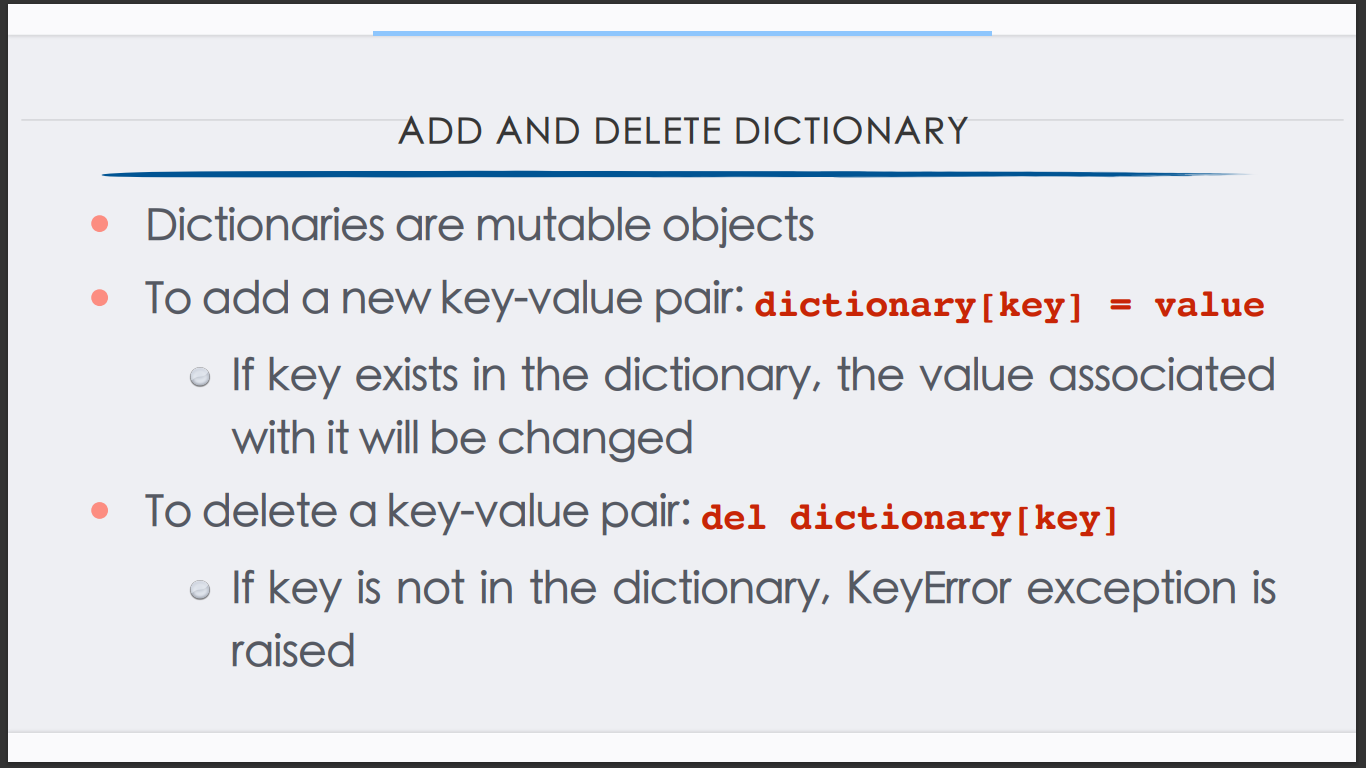 ADD AND DELETE DICTIONARY
Dictionaries are mutable objects
To add a new key-value pair: dictionary[key] = value
If key exists in the dictionary, the value associated
with it will be changed
To delete a key-value pair: del dictionary[key]
If key is not in the dictionary, KeyError exception is
raised